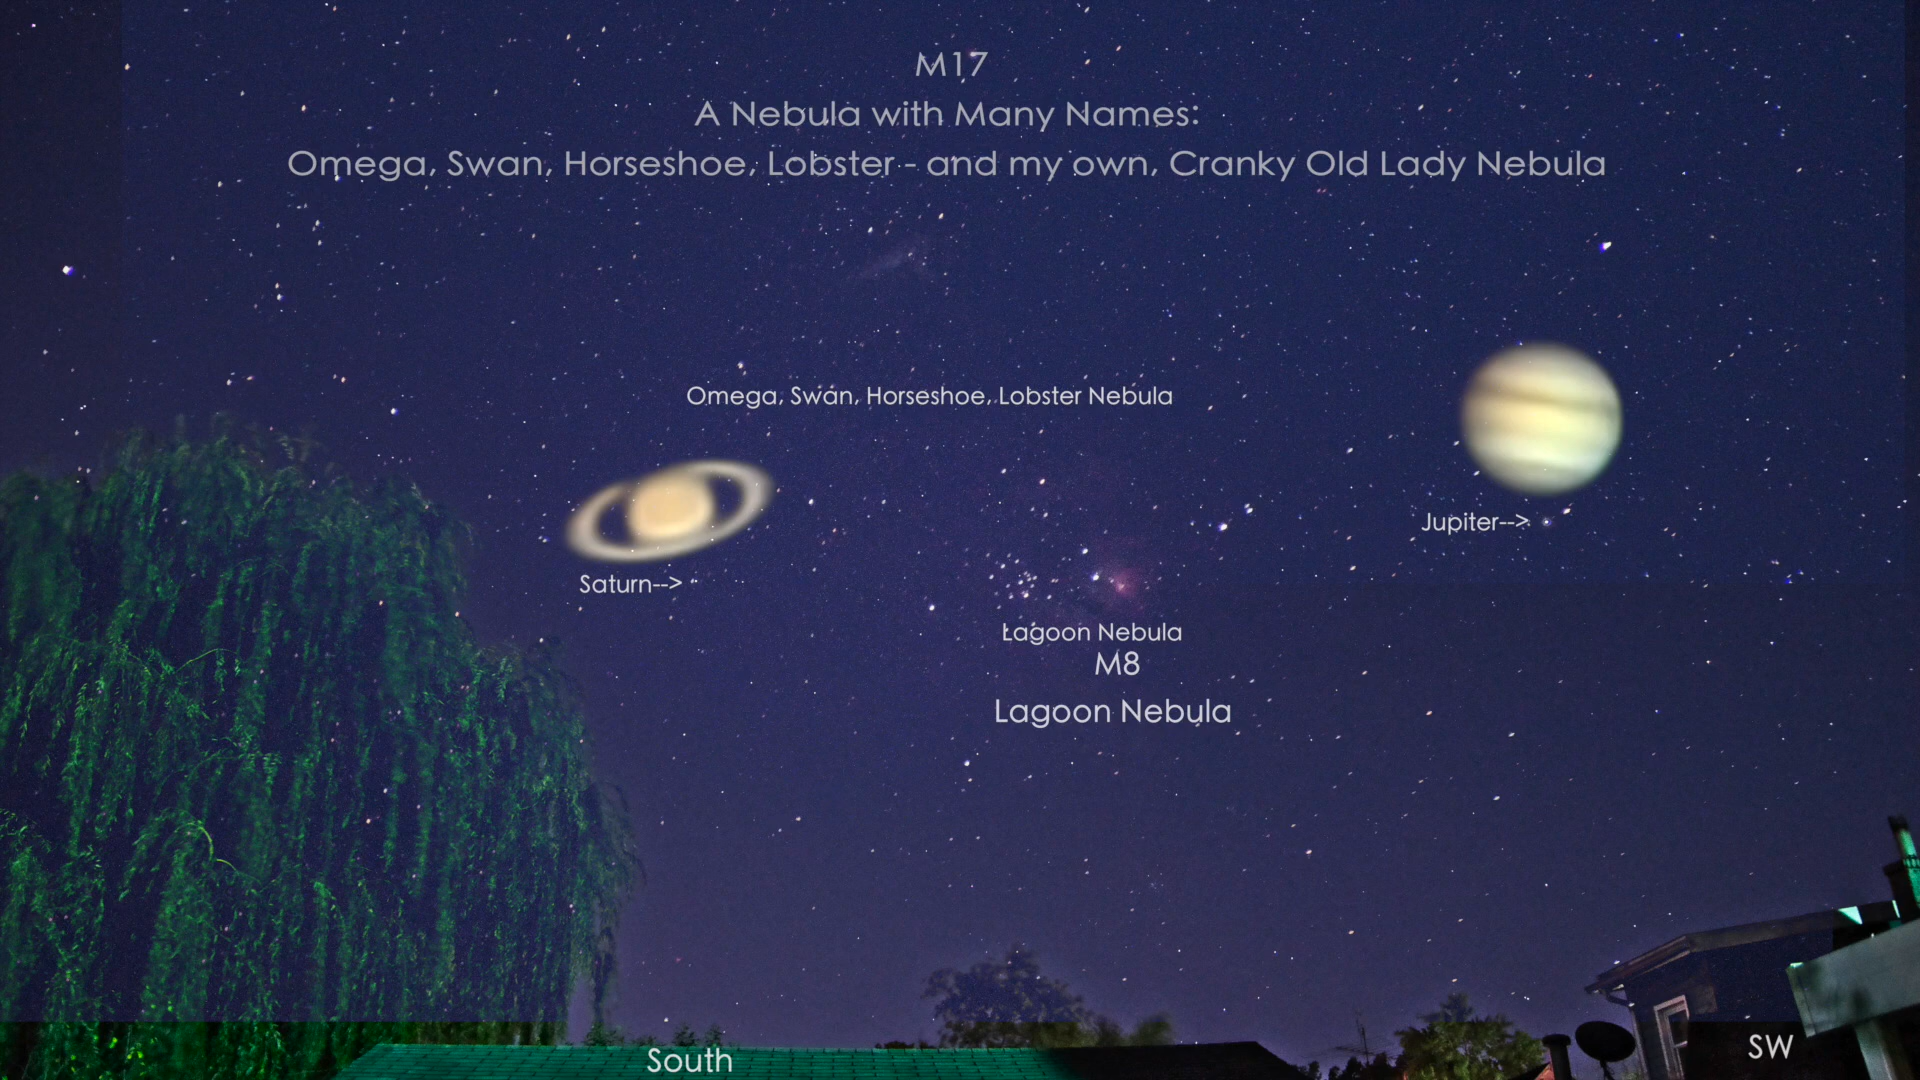 M17
A Nebula with Many Names:
Omega, Swan, Horseshoe, Lobster - and my own, Cranky Old Lady Nebula
Omega, Swan, Horseshoe, Lobster Nebula
Jupiter-->
Saturn-->
Lagoon Nebula
M8
Lagoon Nebula
South
SW